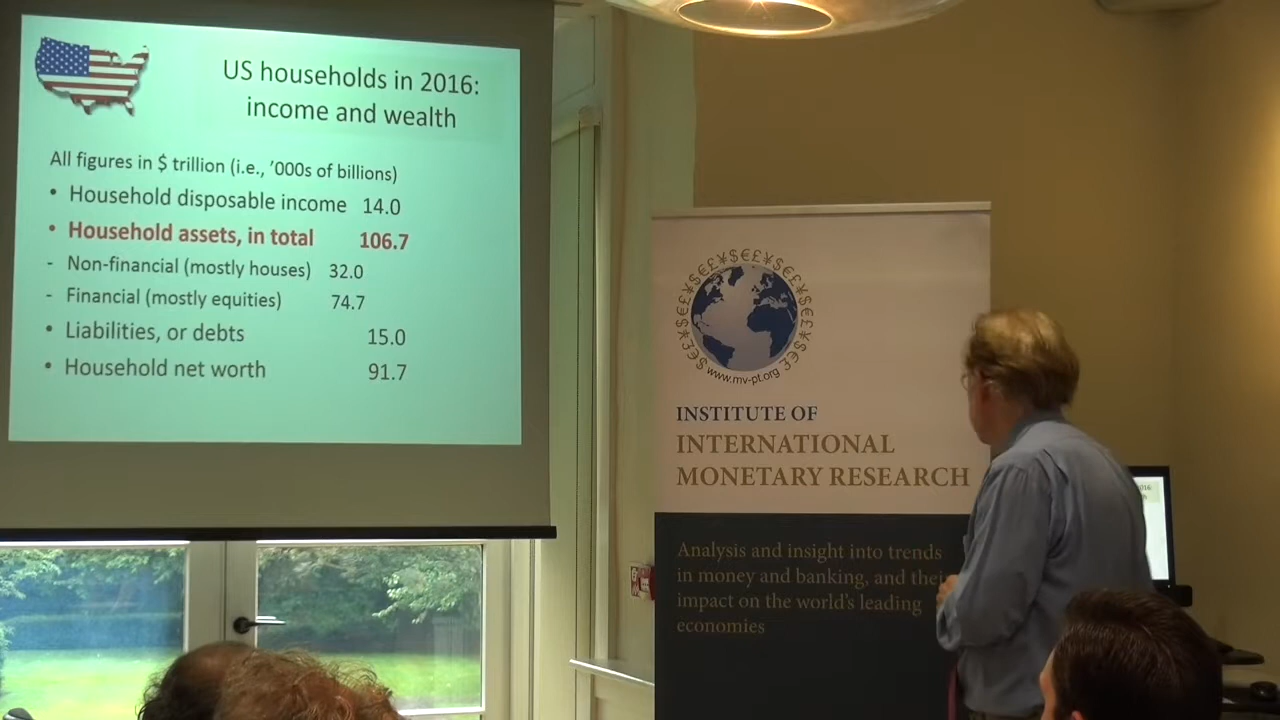 US households in 2016:
income and wealth
All figures in $ trillion (i.e., '000s of billions)
• Household disposable income 14.0
• Household assets, in total 106.7
- Non-financial (mostly houses) 32.0
- Financial (mostly equities) 74.7
• Liabilities, or debts 15.0
• Household net worth 91.7
www.mv-pt.org
INSTITUTE OF
INTERNATIONAL
MONETARY RESEARCH
Analysis and insight into trends
in money and banking, and their
impact on the world's leading
economies